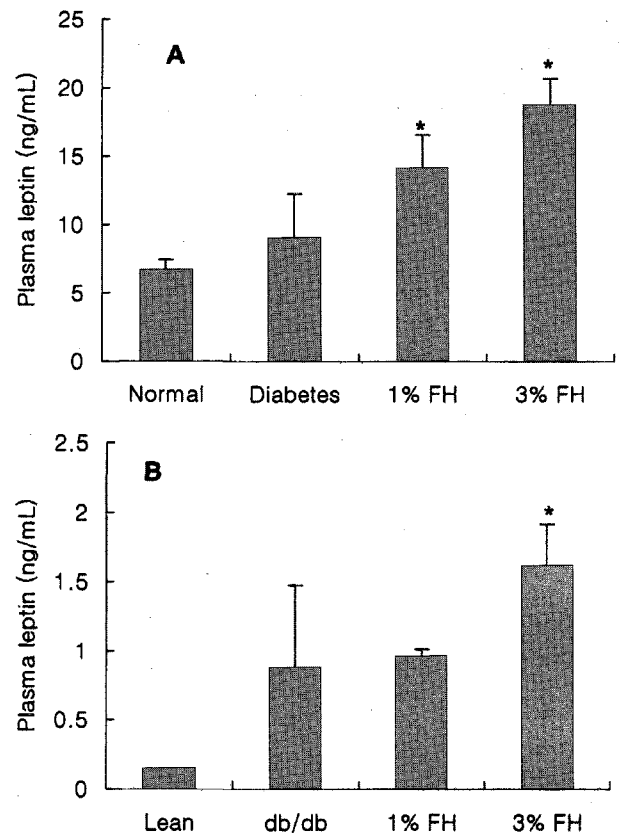 25
A
*
20
*
15
10
5
0
Plasma leptin (ng/mL)
Normal Diabetes 1% FH 3% FH
2.5
B
*
2
1.5
1
0.5
0
Plasma leptin (ng/mL)
Lean db/db 1% FH 3% FH